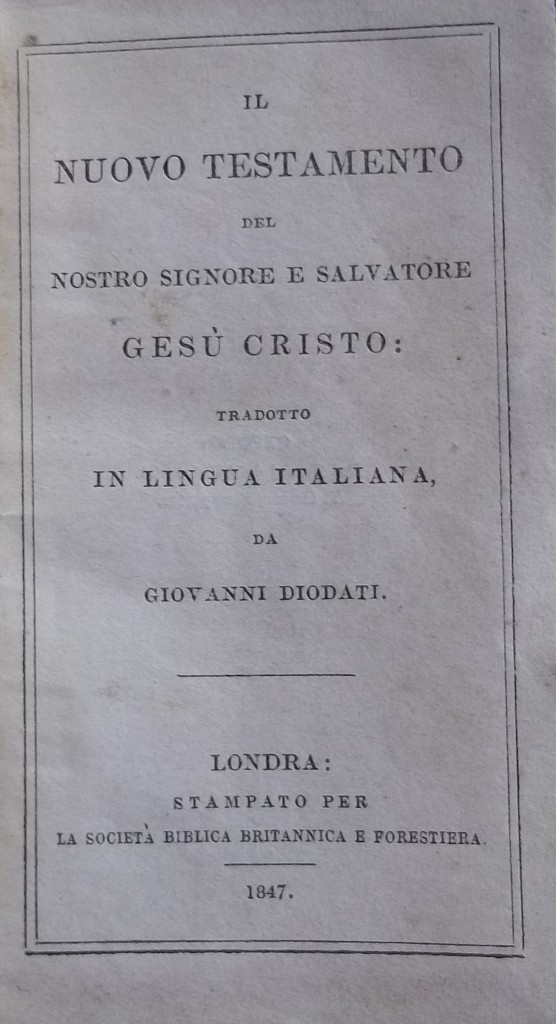 IL
NUOVO TESTAMENTO
DEL
NOSTRO SIGNORE E SALVATORE
GESÙ CRISTO:
TRADOTTO
IN LINGUA ITALIANA,
DA
GIOVANNI DIODATI.
LONDRA:
STAMPATO PER
LA SOCIETÀ BIBLICA BRITANNICA E FORESTIERA.
1847.